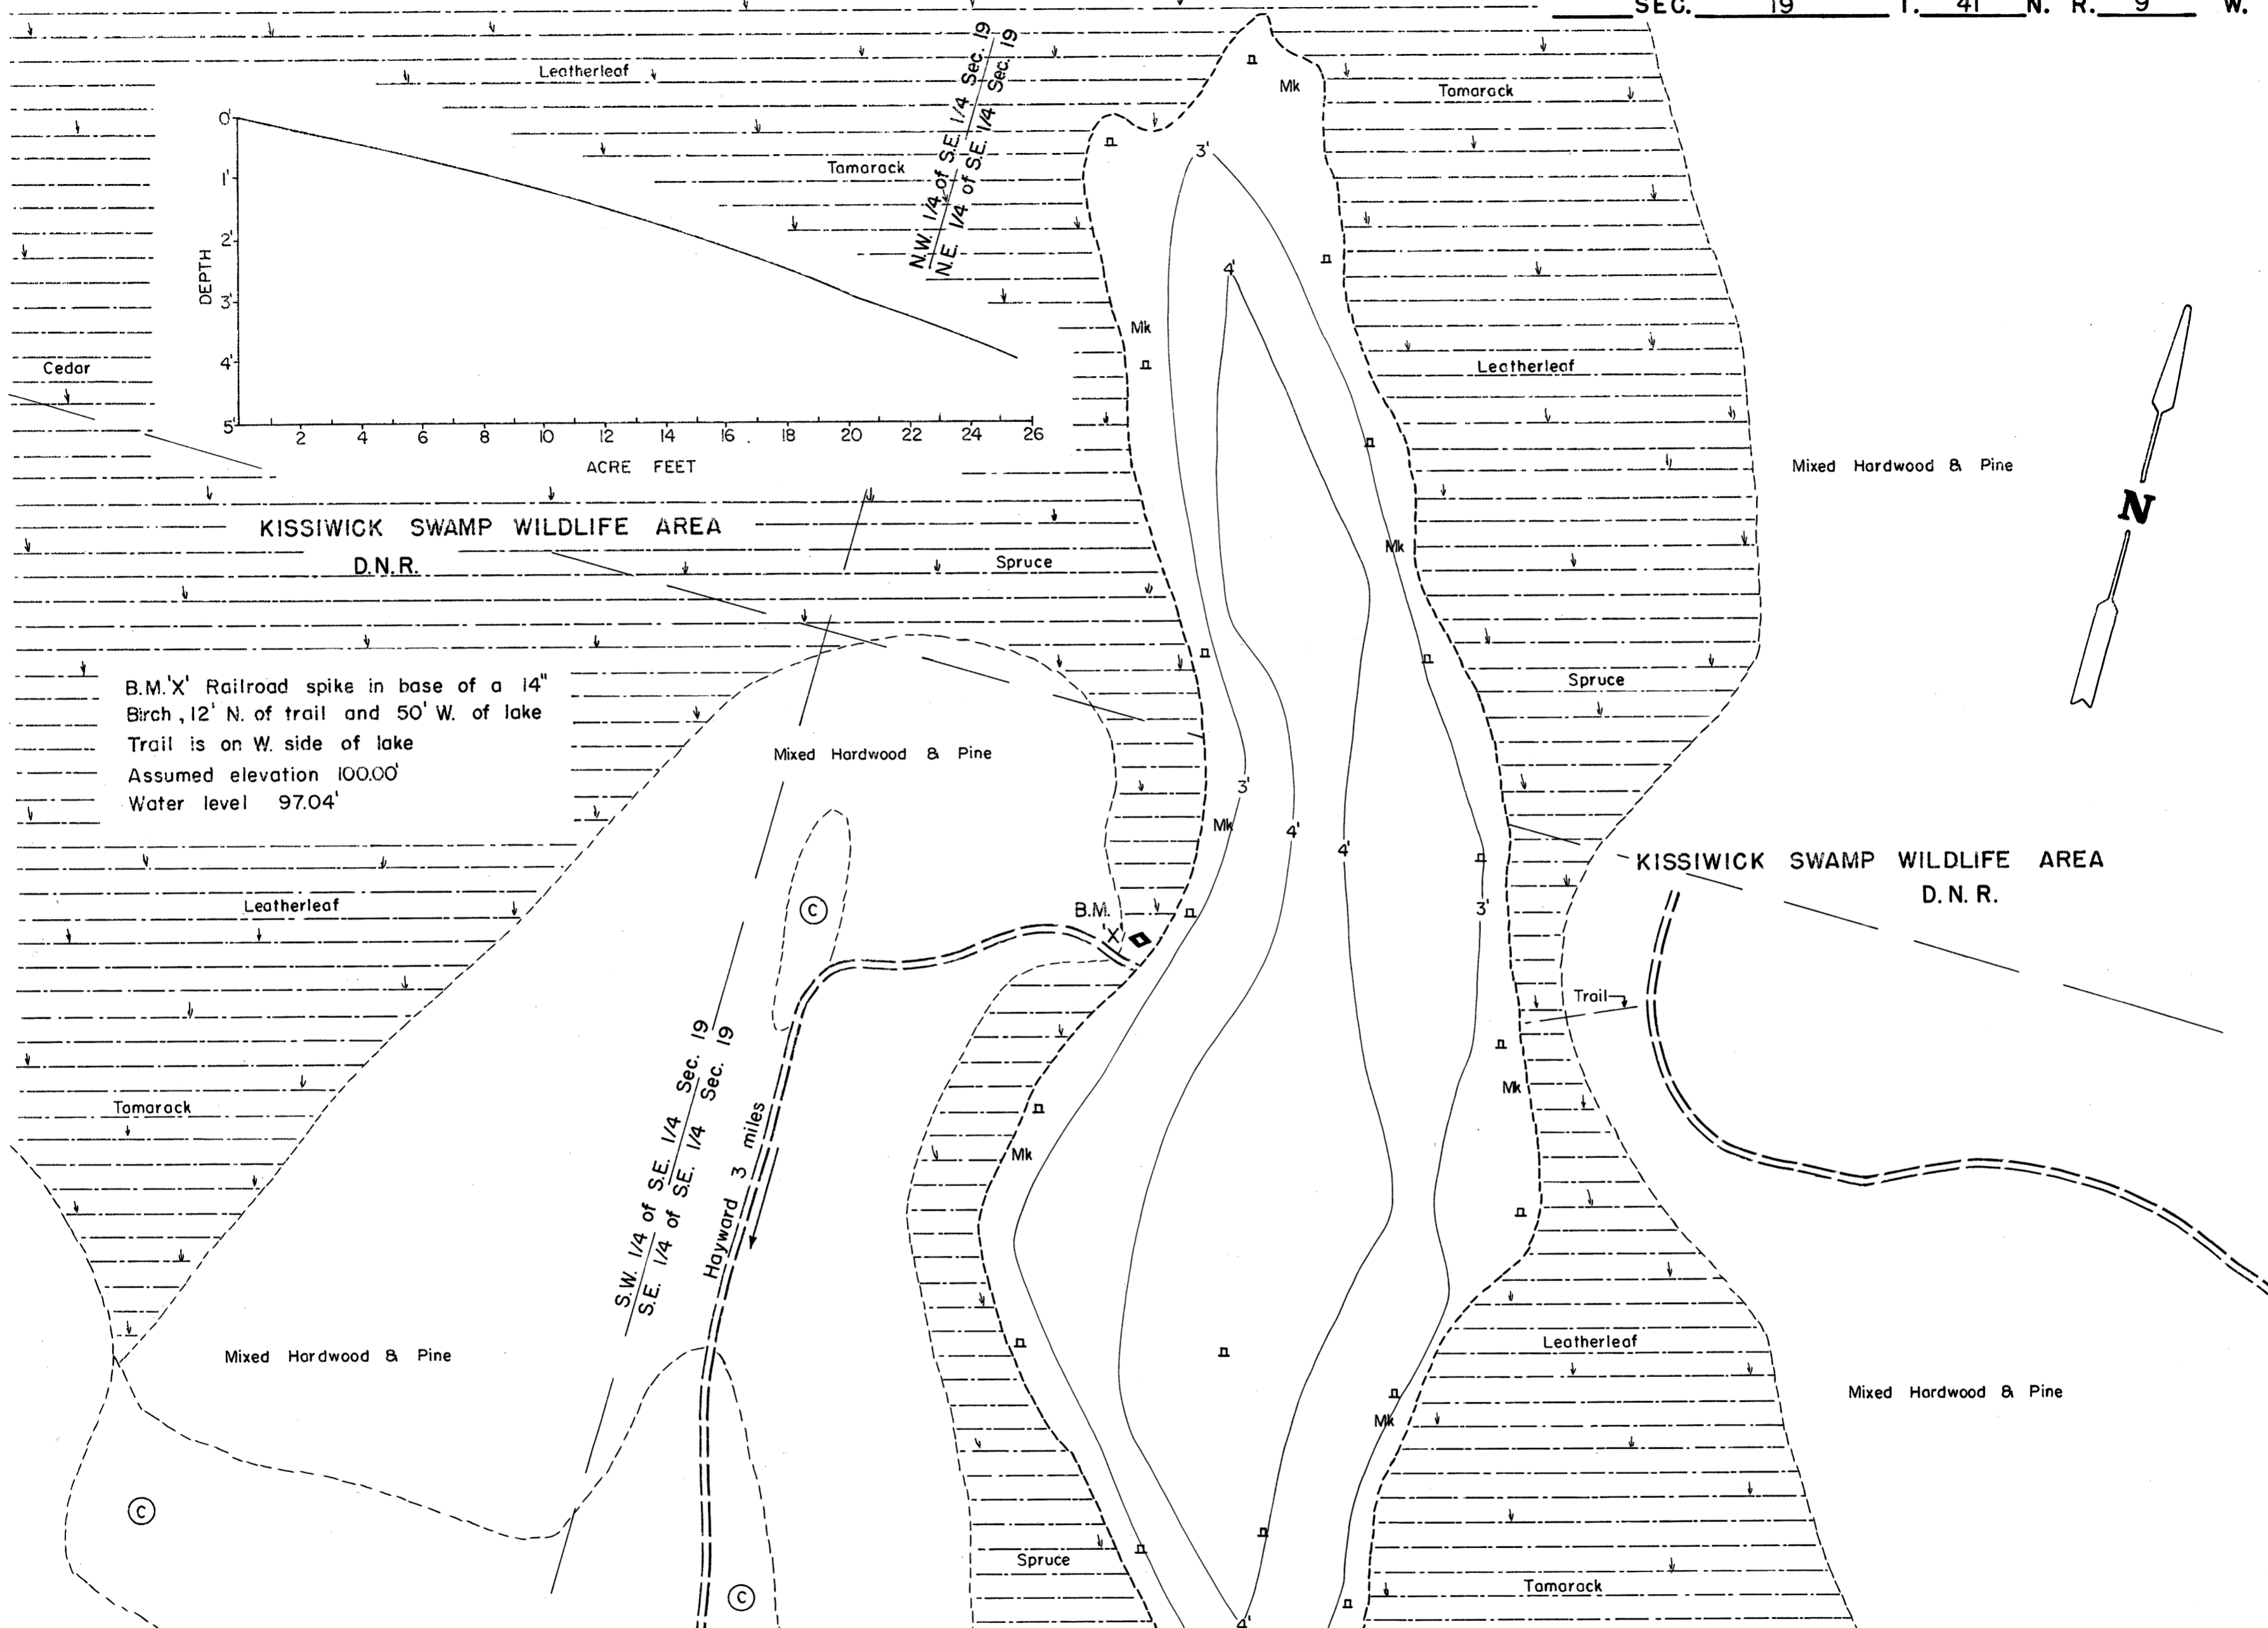 SEC. 19 T. 41 N. R. 9 W.
Leatherleaf
Tamarack
N.W. 1/4 of S.E. 1/4 Sec. 19
N.E. 1/4 of S.E. 1/4 Sec. 19
Mk
Tamarack
0'
1'
2'
3'
4'
5'
DEPTH
2 4 6 8 10 12 14 16 18 20 22 24 26
ACRE FEET
3'
4'
Mk
Mk
Cedar
Leatherleaf
Mixed Hardwood & Pine
N
KISSIWICK SWAMP WILDLIFE AREA
D.N.R.
Spruce
Mk
Spruce
B.M.'X' Railroad spike in base of a 14"
Birch, 12' N. of trail and 50' W. of lake
Trail is on W. side of lake
Assumed elevation 100.00'
Water level 97.04'
Mixed Hardwood & Pine
3'
Mk
4'
4'
KISSIWICK SWAMP WILDLIFE AREA
D.N.R.
Leatherleaf
C
B.M.
'X'
3'
Trail
Mk
Tamarack
S.W. 1/4 of S.E. 1/4 Sec. 19
S.E. 1/4 of S.E. 1/4 Sec. 19
Hayward 3 miles
Mk
Mixed Hardwood & Pine
Leatherleaf
Mixed Hardwood & Pine
C
C
Spruce
Tamarack
4'